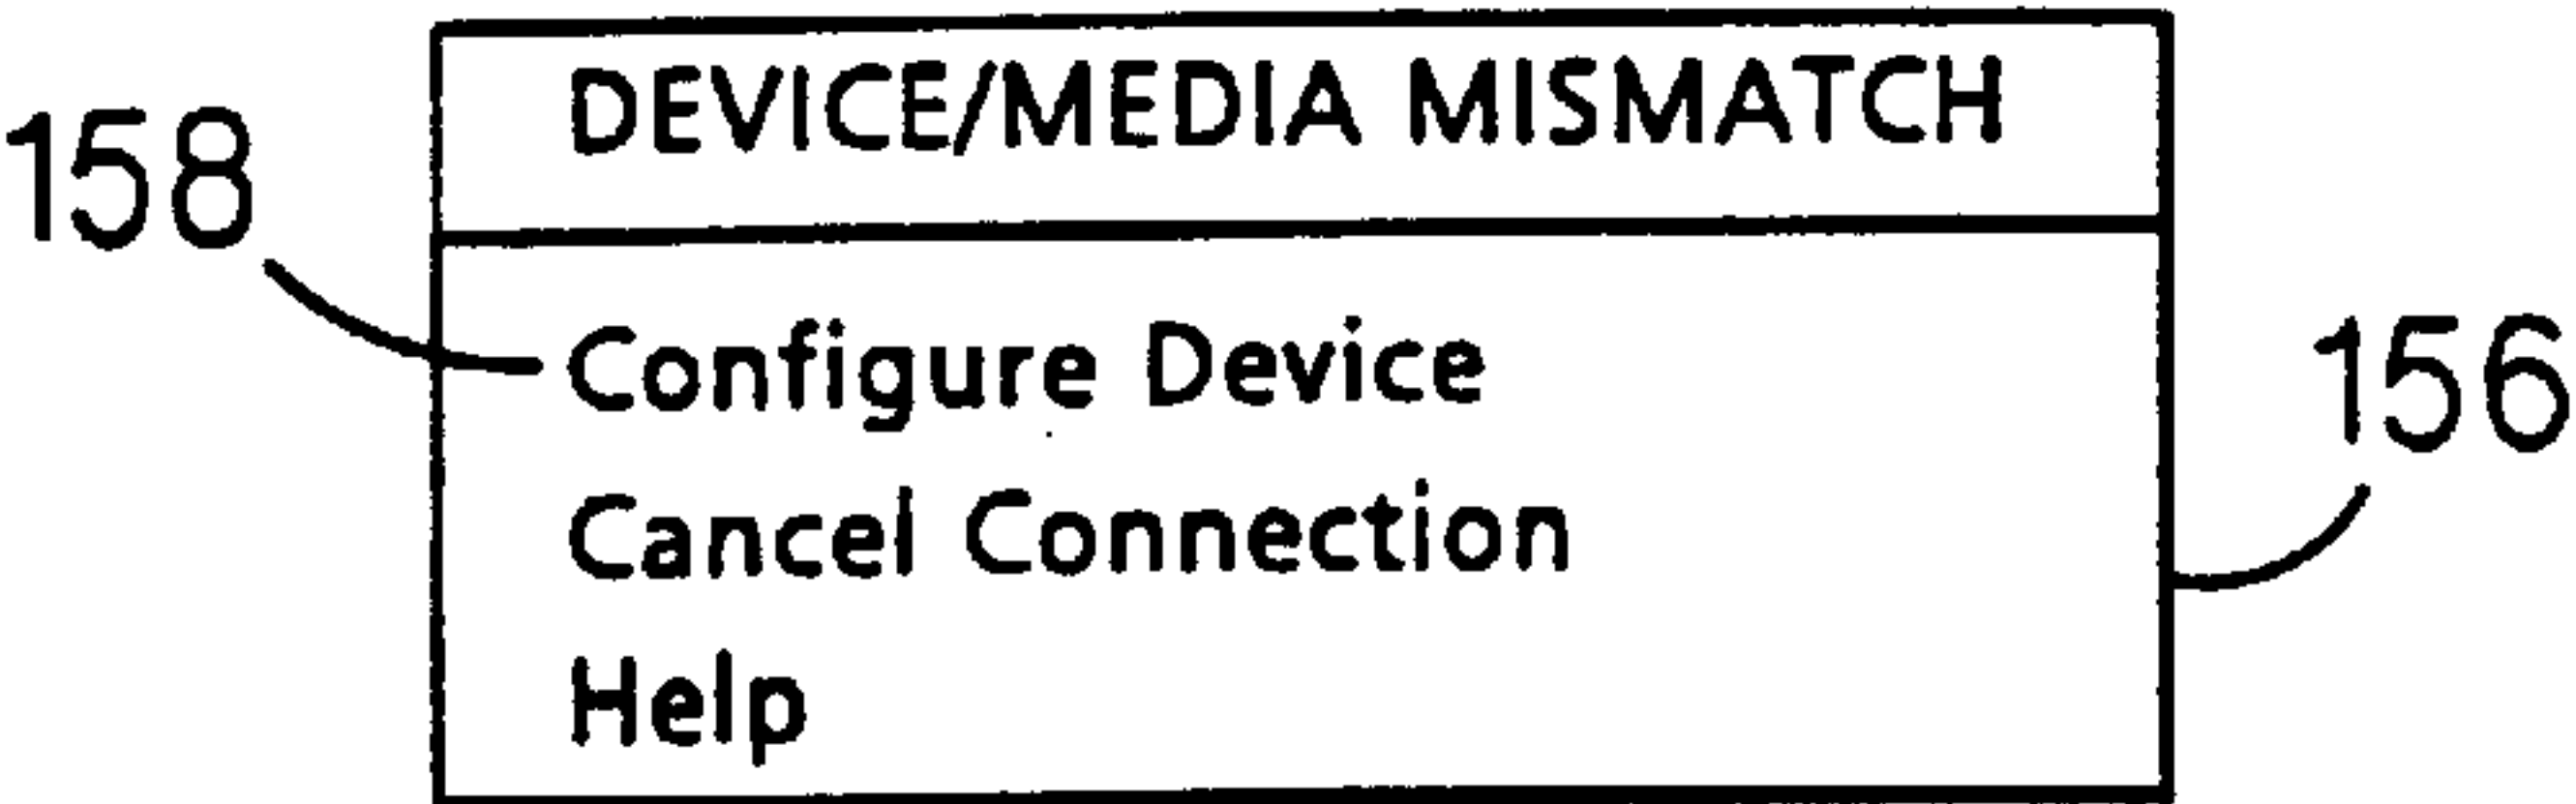 DEVICE/MEDIA MISMATCH
158
Configure Device
156
Cancel Connection
Help